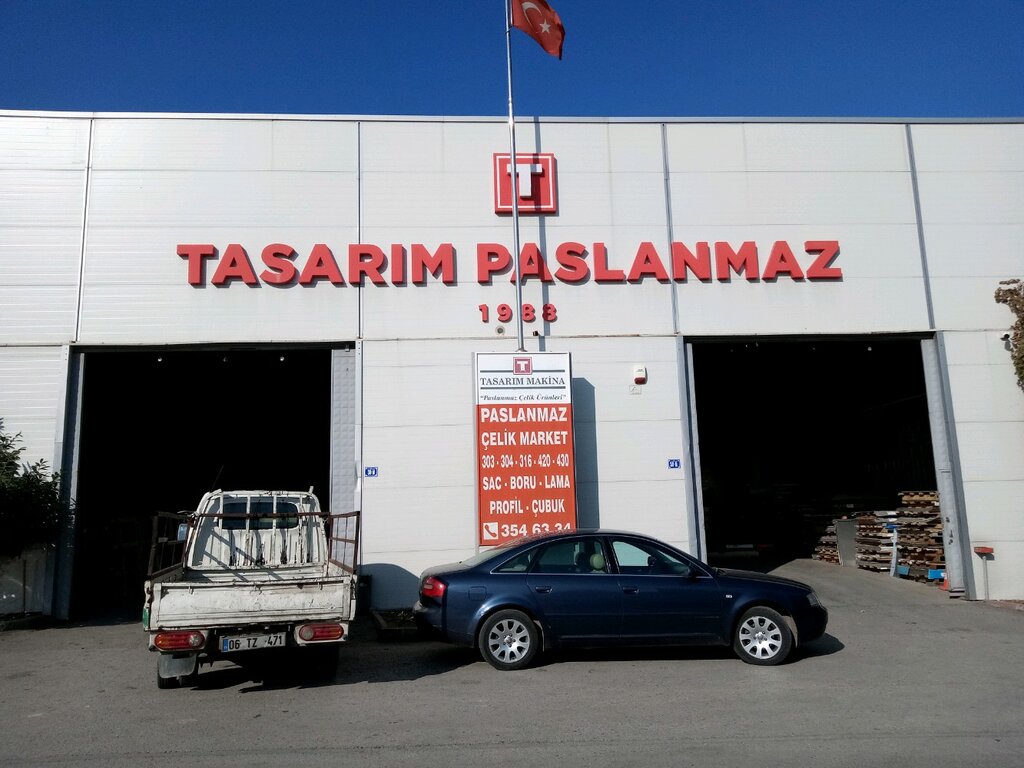 T
TASARIM PASLANMAZ
1988
T
TASARIM MAKİNA
"Paslanmaz Çelik Ürünleri"
PASLANMAZ
ÇELİK MARKET
303 - 304 - 316 - 420 - 430
SAC - BORU - LAMA
PROFİL - ÇUBUK
354 63 34
06 TZ 471